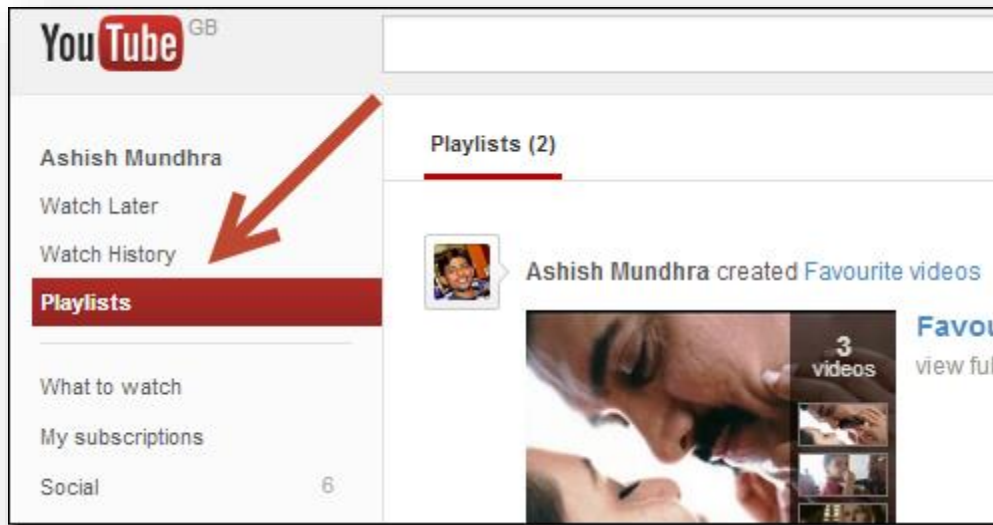 YouTube GB
Ashish Mundhra
Watch Later
Watch History
Playlists
What to watch
My subscriptions
Social 6
Playlists (2)
Ashish Mundhra created Favourite videos
3
videos
Favou
view ful